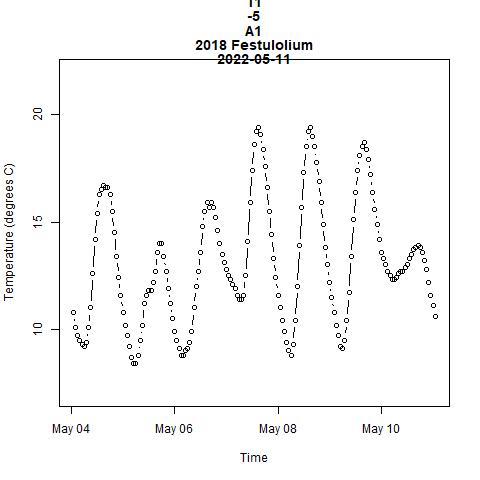 -5
A1
2018 Festulolium
2022-05-11
Temperature (degrees C)
20
15
10
May 04
May 06
May 08
May 10
Time